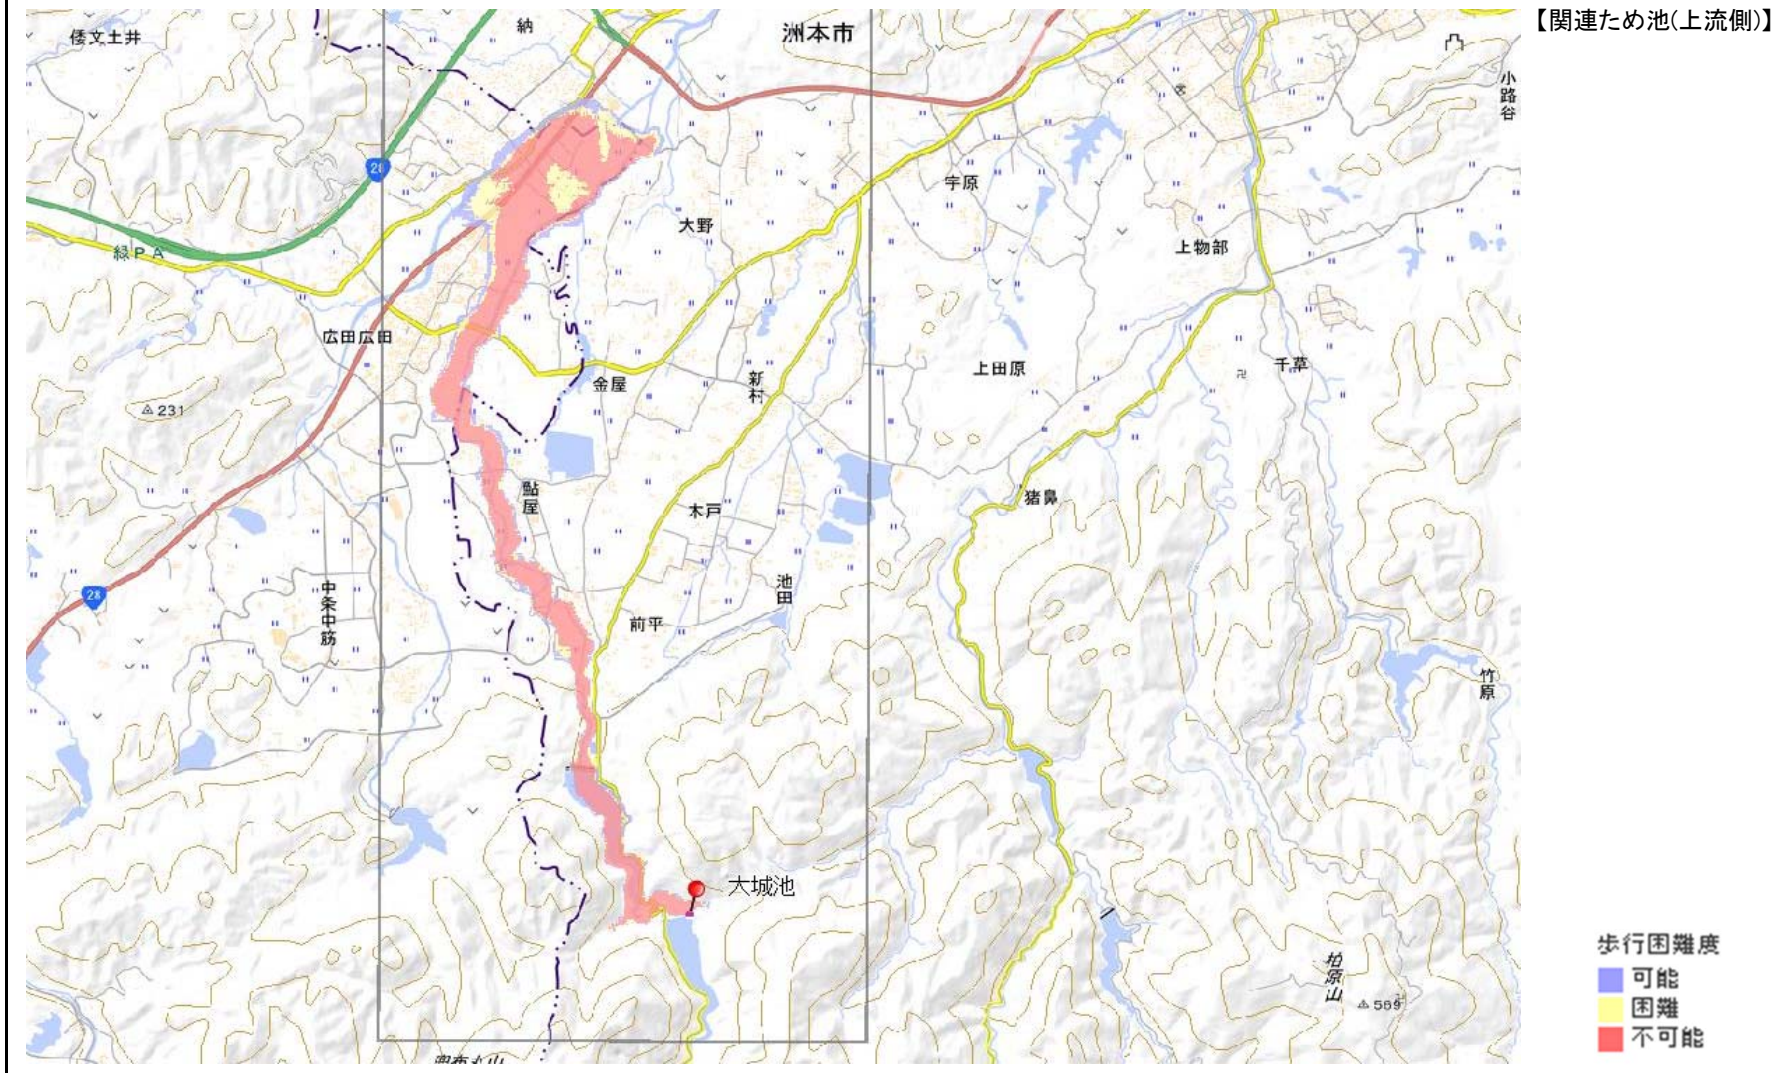 【関連ため池(上流側)】
倭文土井
納
洲本市
小路谷
28
緑PA
宇原
大野
上物部
広田広田
金屋
新村
上田原
千草
231
鮎屋
木戸
猪鼻
28
中条中筋
池田
前平
竹原
大城池
柏原山
569
歩行困難度
可能
困難
不可能